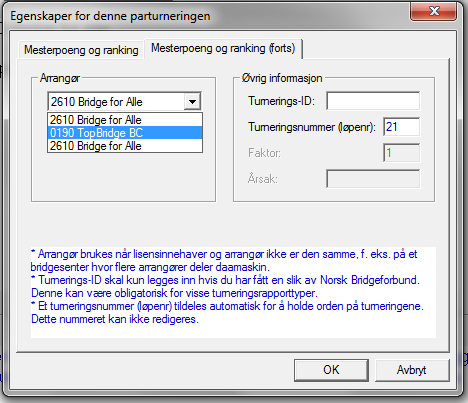 Egenskaper for denne parturneringen
Mesterpoeng og ranking
Mesterpoeng og ranking (forts)
Arrangør
2610 Bridge for Alle
2610 Bridge for Alle
0190 TopBridge BC
2610 Bridge for Alle
Øvrig informasjon
Turnerings-ID:
Turneringsnummer (løpenr): 21
Faktor: 1
Årsak:
* Arrangør brukes når lisensinnehaver og arrangør ikke er den samme, f. eks. på et
bridgesenter hvor flere arrangører deler daamaskin.
* Turnerings-ID skal kun legges inn hvis du har fått en slik av Norsk Bridgeforbund.
Denne kan være obligatorisk for visse turneringsrapporttyper.
* Et turneringsnummer (løpenr) tildeles automatisk for å holde orden på turneringene.
Dette nummeret kan ikke redigeres.
OK
Avbryt